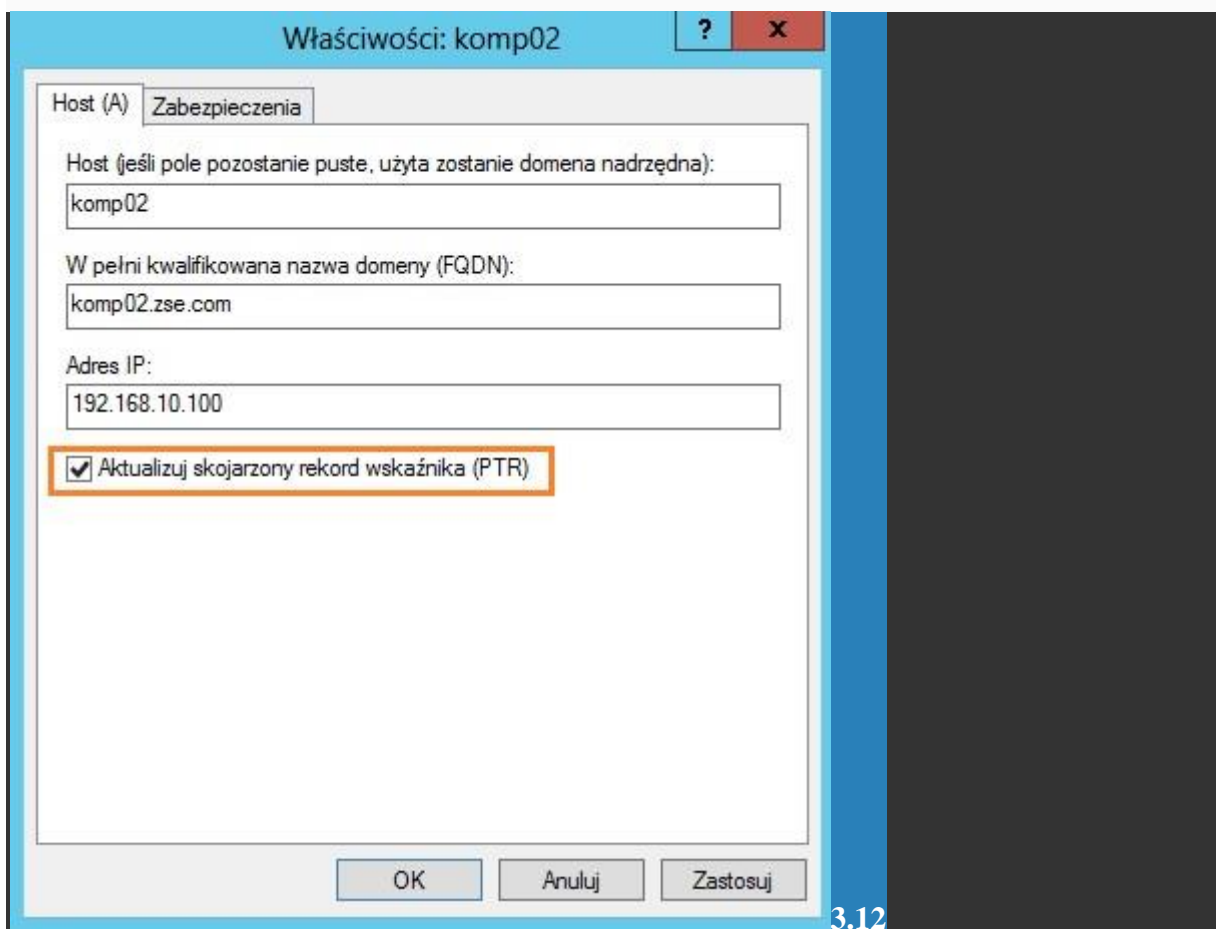 Właściwości: komp02
?
x
Host (A)
Zabezpieczenia
Host (jeśli pole pozostanie puste, użyta zostanie domena nadrzędna):
komp02
W pełni kwalifikowana nazwa domeny (FQDN):
komp02.zse.com
Adres IP:
192.168.10.100
Aktualizuj skojarzony rekord wskaźnika (PTR)
OK
Anuluj
Zastosuj
3.12